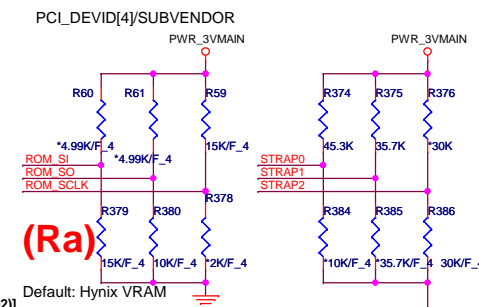 PCI_DEVID[4]/SUBVENDOR
PWR_3VMAIN
PWR_3VMAIN
R60 R61 R59
R374 R375 R376
*4.99K/F_4 *4.99K/F_4 15K/F_4
45.3K 35.7K *30K
ROM_SI
ROM_SO
ROM_SCLK
STRAP0
STRAP1
STRAP2
R378
R379 R380
R384 R385 R386
(Ra)
15K/F_4 10K/F_4 *2K/F_4
*10K/F_4 *35.7K/F_4 30K/F_4
Default: Hynix VRAM
2)]